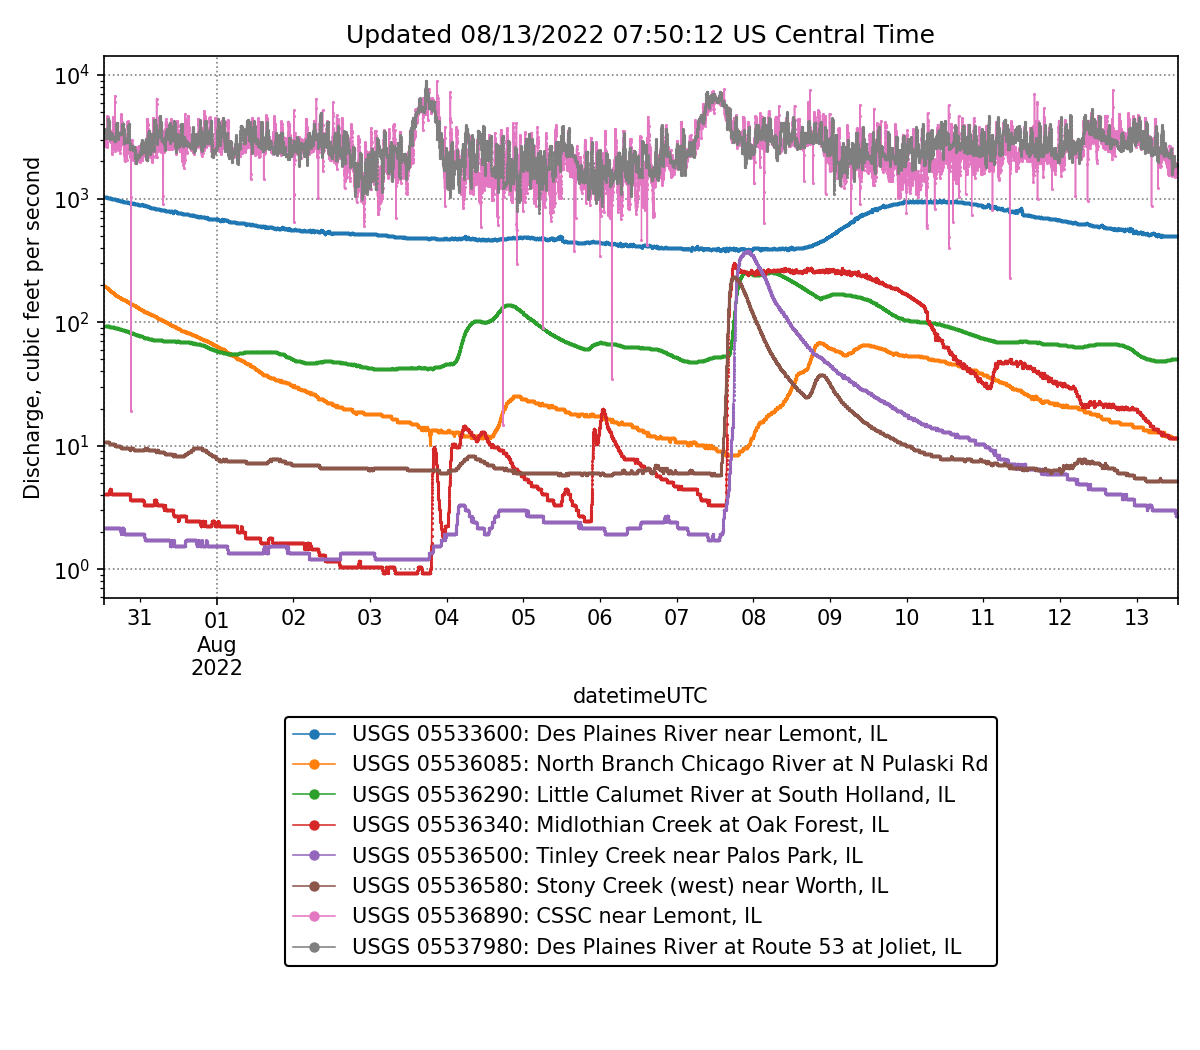 Updated 08/13/2022 07:50:12 US Central Time
Discharge, cubic feet per second
10^4
10^3
10^2
10^1
10^0
31 01 02 03 04 05 06 07 08 09 10 11 12 13
Aug
2022
datetimeUTC
USGS 05533600: Des Plaines River near Lemont, IL
USGS 05536085: North Branch Chicago River at N Pulaski Rd
USGS 05536290: Little Calumet River at South Holland, IL
USGS 05536340: Midlothian Creek at Oak Forest, IL
USGS 05536500: Tinley Creek near Palos Park, IL
USGS 05536580: Stony Creek (west) near Worth, IL
USGS 05536890: CSSC near Lemont, IL
USGS 05537980: Des Plaines River at Route 53 at Joliet, IL